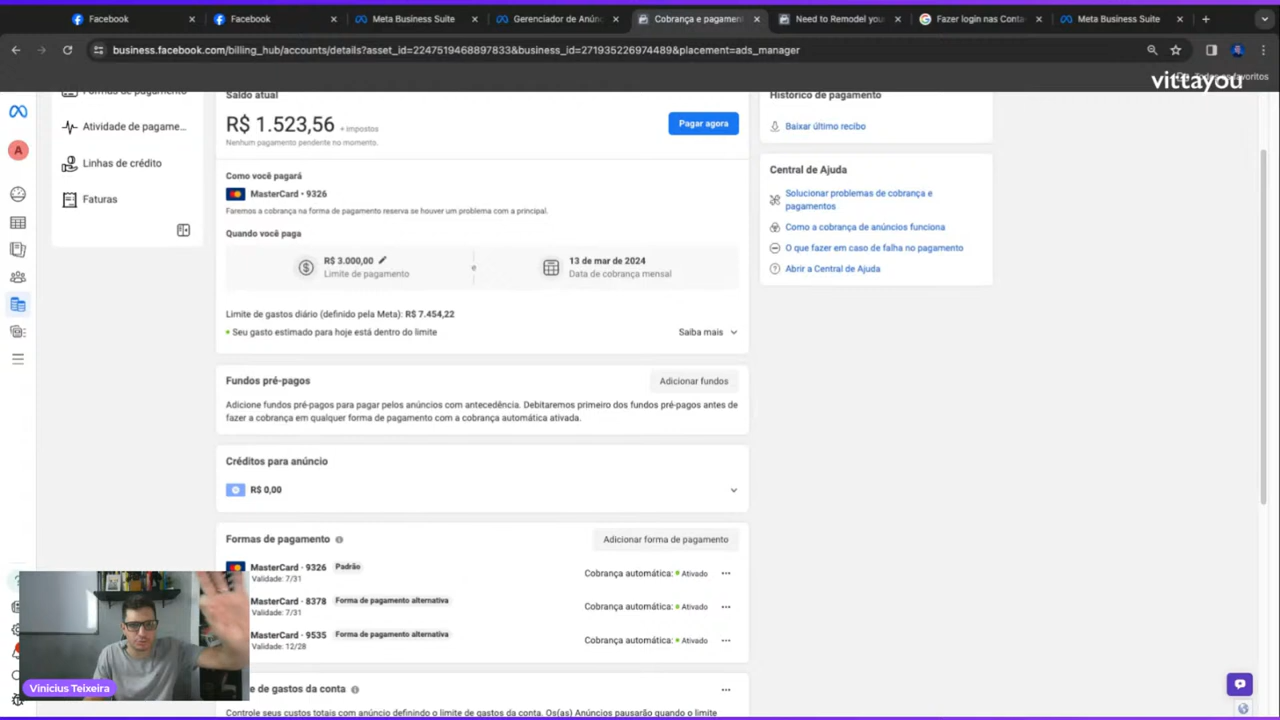 Facebook
Facebook
Meta Business Suite
Gerenciador de Anún
Cobrança e pagamen
Need to Remodel you
Fazer login nas Conta
Meta Business Suite
business.facebook.com/billing_hub/accounts/details?asset_id=2247519468897833&business_id=271935226974489&placement=ads_manager
Todos os favoritos
vittayou
A
Formas de pagamento
Atividade de pagame...
Linhas de crédito
Faturas
Saldo atual
R$ 1.523,56 + impostos
Nenhum pagamento pendente no momento.
Pagar agora
Como você pagará
MasterCard • 9326
Faremos a cobrança na forma de pagamento reserva se houver um problema com a principal.
Quando você paga
R$ 3.000,00
Limite de pagamento
e
13 de mar de 2024
Data de cobrança mensal
Limite de gastos diário (definido pela Meta): R$ 7.454,22
Seu gasto estimado para hoje está dentro do limite
Saiba mais
Fundos pré-pagos
Adicionar fundos
Adicione fundos pré-pagos para pagar pelos anúncios com antecedência. Debitaremos primeiro dos fundos pré-pagos antes de
fazer a cobrança em qualquer forma de pagamento com a cobrança automática ativada.
Créditos para anúncio
R$ 0,00
Formas de pagamento
Adicionar forma de pagamento
MasterCard • 9326 Padrão
Validade: 7/31
Cobrança automática: Ativado
MasterCard • 8378 Forma de pagamento alternativa
Validade: 7/31
Cobrança automática: Ativado
MasterCard • 9535 Forma de pagamento alternativa
Validade: 12/28
Cobrança automática: Ativado
e de gastos da conta
Controle seus custos totais com anúncio definindo o limite de gastos da conta. Os(as) Anúncios pausarão quando o limite
Histórico de pagamento
Baixar último recibo
Central de Ajuda
Solucionar problemas de cobrança e
pagamentos
Como a cobrança de anúncios funciona
O que fazer em caso de falha no pagamento
Abrir a Central de Ajuda
Vinicius Teixeira